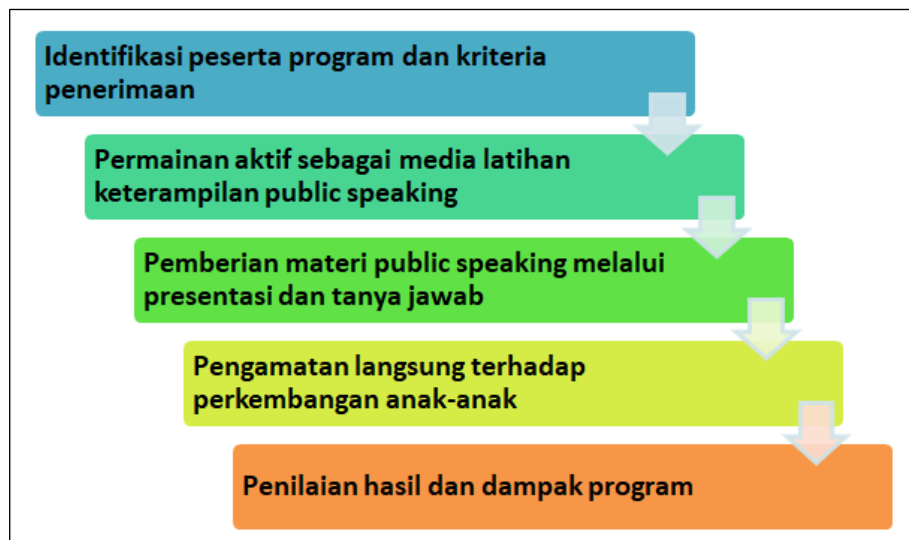 Identifikasi peserta program dan kriteria
penerimaan
Permainan aktif sebagai media latihan
keterampilan public speaking
Pemberian materi public speaking melalui
presentasi dan tanya jawab
Pengamatan langsung terhadap
perkembangan anak-anak
Penilaian hasil dan dampak program